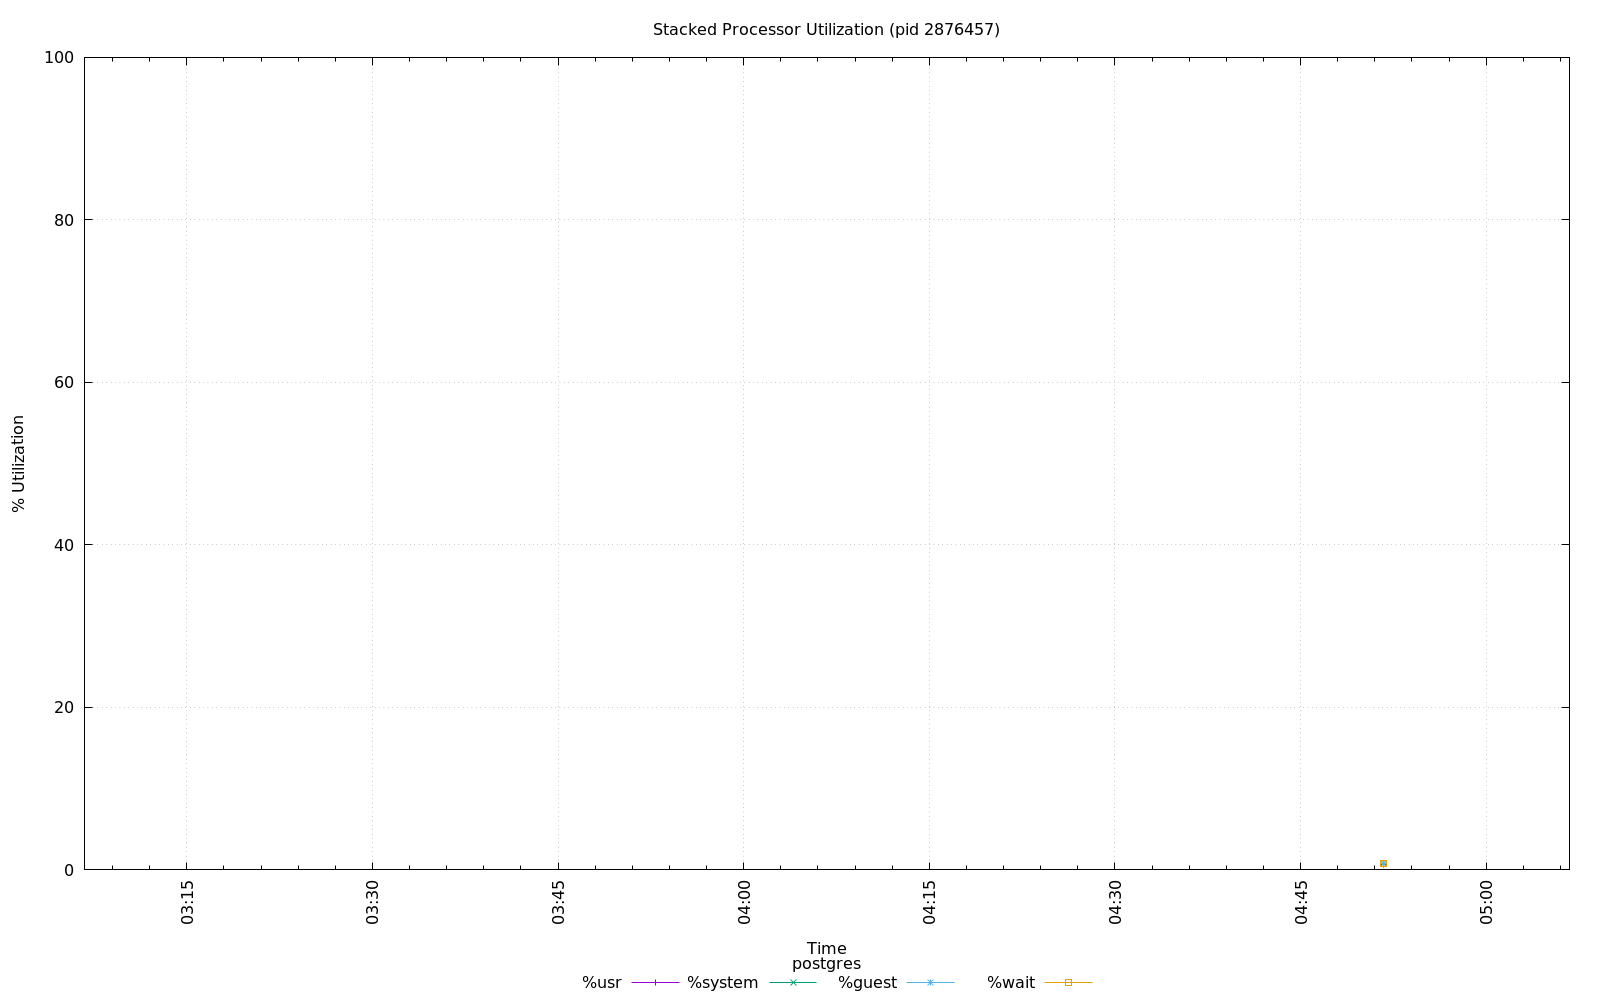 Stacked Processor Utilization (pid 2876457)
100
80
60
40
20
0
% Utilization
03:15
03:30
03:45
04:00
04:15
04:30
04:45
05:00
Time
postgres
%usr %system %guest %wait